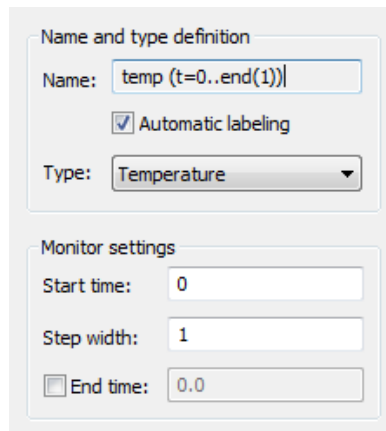 Name and type definition
Name: temp (t=0..end(1))
Automatic labeling
Type: Temperature
Monitor settings
Start time: 0
Step width: 1
End time: 0.0